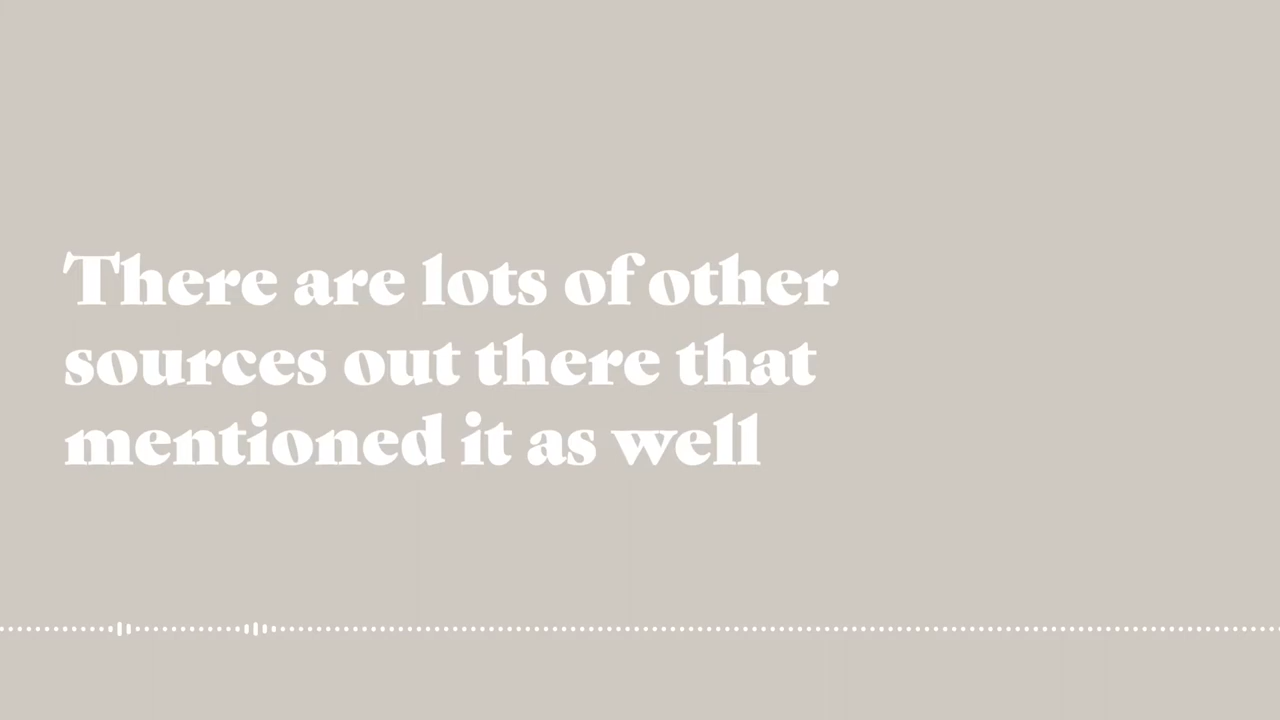 There are lots of other
sources out there that
mentioned it as well